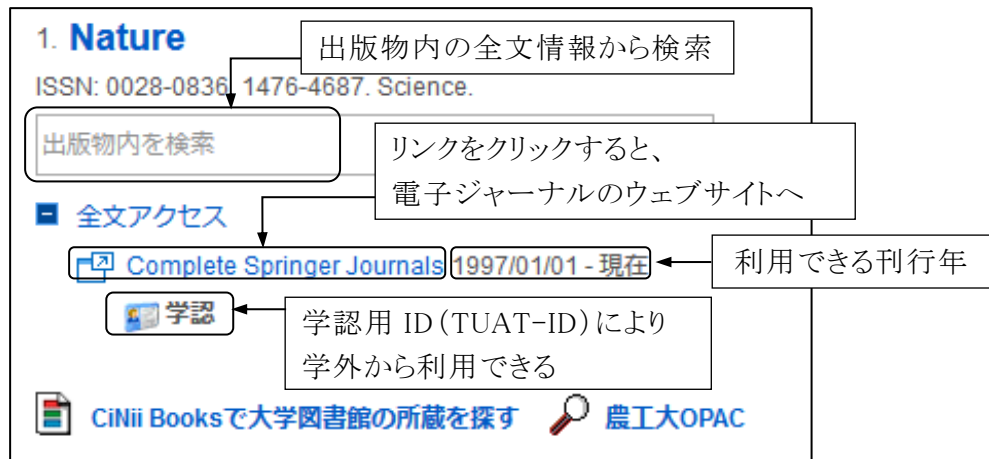 1. Nature
出版物内の全文情報から検索
ISSN: 0028-0836, 1476-4687. Science.
出版物内を検索
リンクをクリックすると、
電子ジャーナルのウェブサイトへ
全文アクセス
Complete Springer Journals 1997/01/01 - 現在
利用できる刊行年
学認
学認用 ID（TUAT-ID）により
学外から利用できる
CiNii Booksで大学図書館の所蔵を探す 農工大OPAC